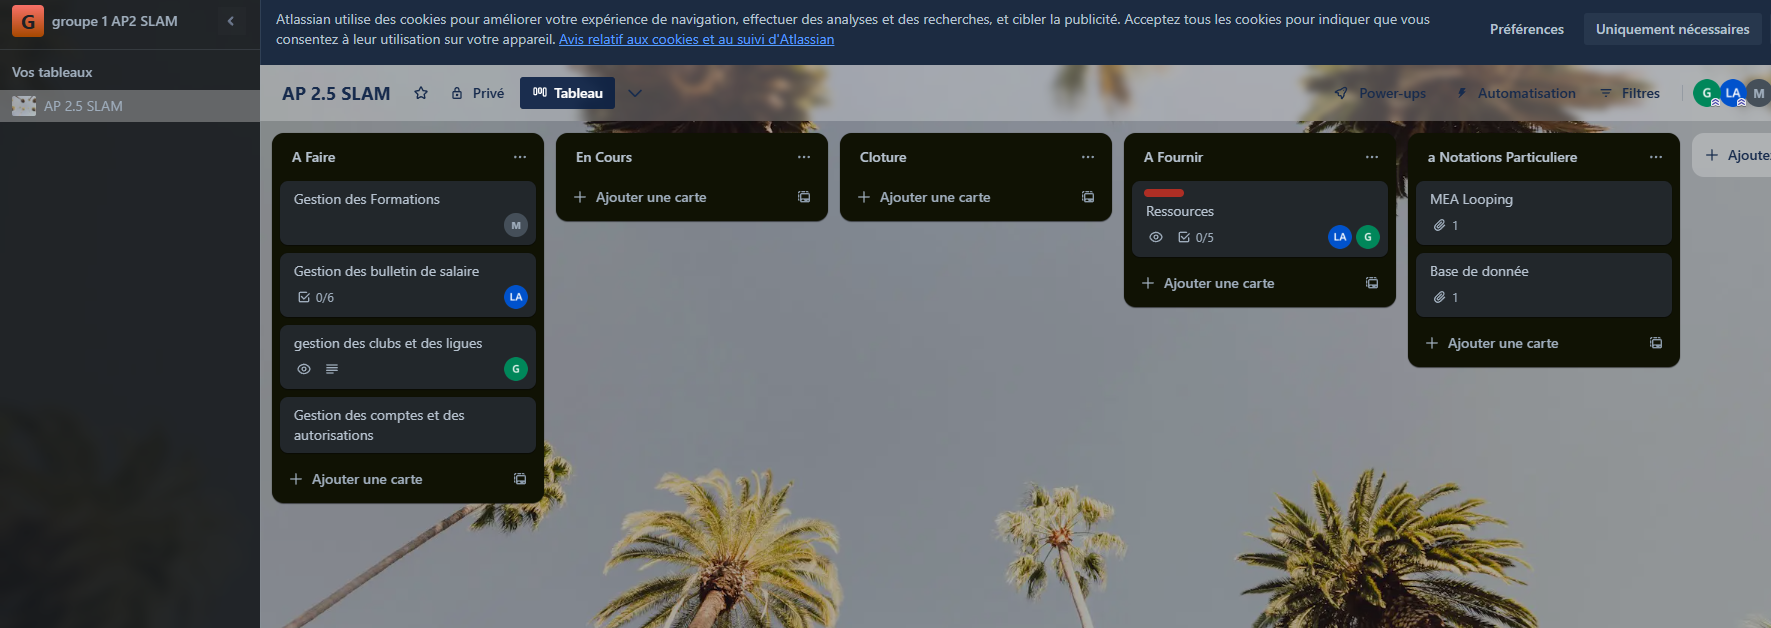 G groupe 1 AP2 SLAM
Vos tableaux
AP 2.5 SLAM
Atlassian utilise des cookies pour améliorer votre expérience de navigation, effectuer des analyses et des recherches, et cibler la publicité. Acceptez tous les cookies pour indiquer que vous
consentez à leur utilisation sur votre appareil. Avis relatif aux cookies et au suivi d'Atlassian
Préférences
Uniquement nécessaires
AP 2.5 SLAM
Privé
Tableau
Power-ups
Automatisation
Filtres
G LA M
A Faire
Gestion des Formations
M
Gestion des bulletin de salaire
0/6
LA
gestion des clubs et des ligues
G
Gestion des comptes et des
autorisations
+ Ajouter une carte
En Cours
+ Ajouter une carte
Cloture
+ Ajouter une carte
A Fournir
Ressources
0/5
LA G
+ Ajouter une carte
a Notations Particuliere
MEA Looping
1
Base de donnée
1
+ Ajouter une carte
+ Ajoute